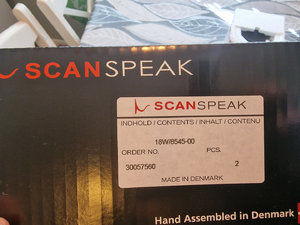 SCANSPEAK
SCANSPEAK
INDHOLD / CONTENTS / INHALT / CONTENU
18W/8545-00
ORDER NO. PCS.
30057560 2
MADE IN DENMARK
Hand Assembled in Denmark